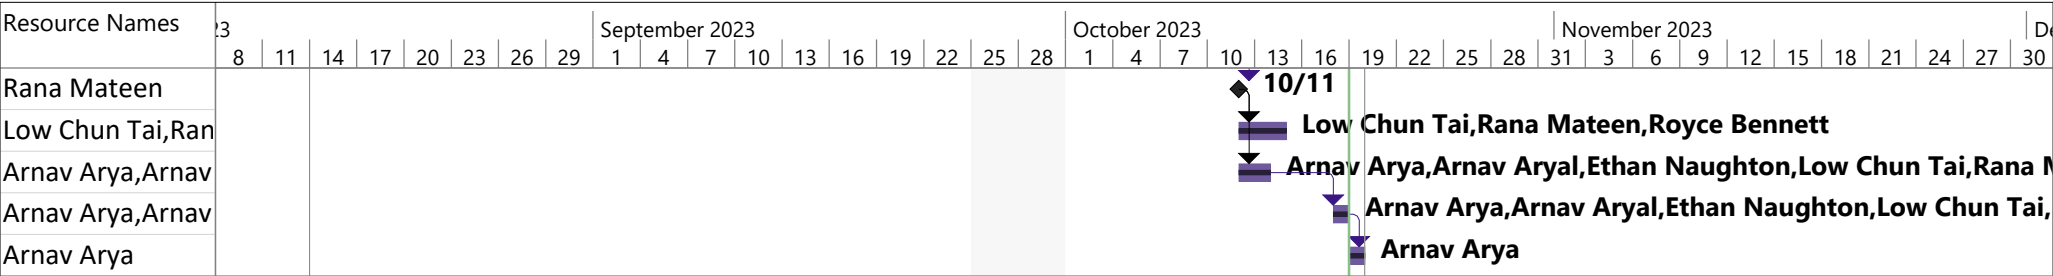 Resource Names
23 September 2023 October 2023 November 2023 De
8 11 14 17 20 23 26 29 1 4 7 10 13 16 19 22 25 28 1 4 7 10 13 16 19 22 25 28 31 3 6 9 12 15 18 21 24 27 30
Rana Mateen 10/11
Low Chun Tai,Ran Low Chun Tai,Rana Mateen,Royce Bennett
Arnav Arya,Arnav Arnav Arya,Arnav Aryal,Ethan Naughton,Low Chun Tai,Rana M
Arnav Arya,Arnav Arnav Arya,Arnav Aryal,Ethan Naughton,Low Chun Tai,
Arnav Arya Arnav Arya